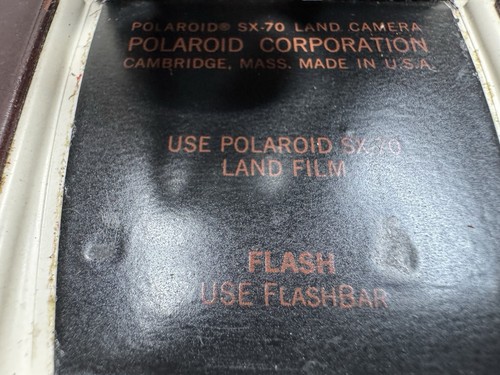 POLAROID® SX-70 LAND CAMERA
POLAROID CORPORATION
CAMBRIDGE, MASS. MADE IN U.S.A.
USE POLAROID SX-70
LAND FILM
FLASH
USE FLASHBAR